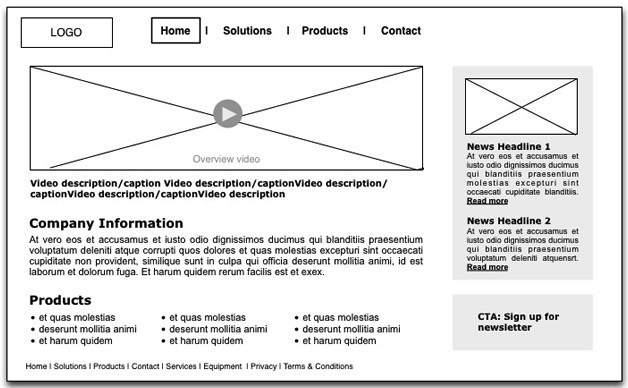 LOGO
Home | Solutions | Products | Contact
Overview video
Video description/caption Video description/captionVideo description/
captionVideo description/captionVideo description
Company Information
At vero eos et accusamus et iusto odio dignissimos ducimus qui blanditiis praesentium
voluptatum deleniti atque corrupti quos dolores et quas molestias excepturi sint occaecati
cupiditate non provident, similique sunt in culpa qui officia deserunt mollitia animi, id est
laborum et dolorum fuga. Et harum quidem rerum facilis est et exex.
Products
• et quas molestias
• deserunt mollitia animi
• et harum quidem
• et quas molestias
• deserunt mollitia animi
• et harum quidem
• et quas molestias
• deserunt mollitia animi
• et harum quidem
News Headline 1
At vero eos et accusamus et
iusto odio dignissimos ducimus
qui blanditiis praesentium
molestias excepturi sint
occaecati cupiditate blanditiis.
Read more
News Headline 2
At vero eos et accusamus et
iusto odio dignissimos ducimus
qui blanditiis praesentium
voluptatum deleniti atquensrt.
Read more
CTA: Sign up for
newsletter
Home | Solutions | Products | Contact | Services | Equipment | Privacy | Terms & Conditions